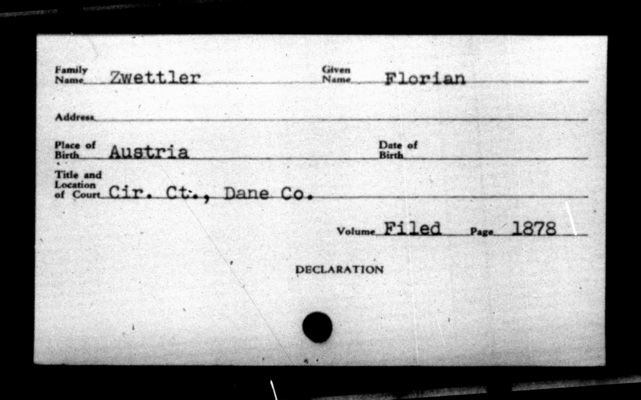 Family Name Zwettler Given Name Florian
Address
Place of Birth Austria Date of Birth
Title and Location of Court Cir. Ct., Dane Co.
Volume Filed Page 1878
DECLARATION